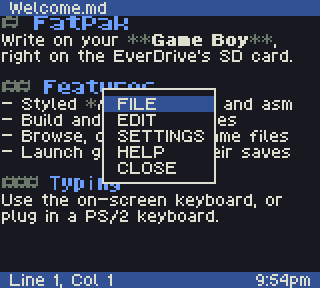 Welcome.md
# FatPak
Write on your **Game Boy**,
right on the EverDrive's SD card.
## Features
- Styled * and asm
- Build and es
- Browse, me files
- Launch g eir saves
FILE
EDIT
SETTINGS
HELP
CLOSE
### Typing
Use the on-screen keyboard, or
plug in a PS/2 keyboard.
Line 1, Col 1 9:54pm